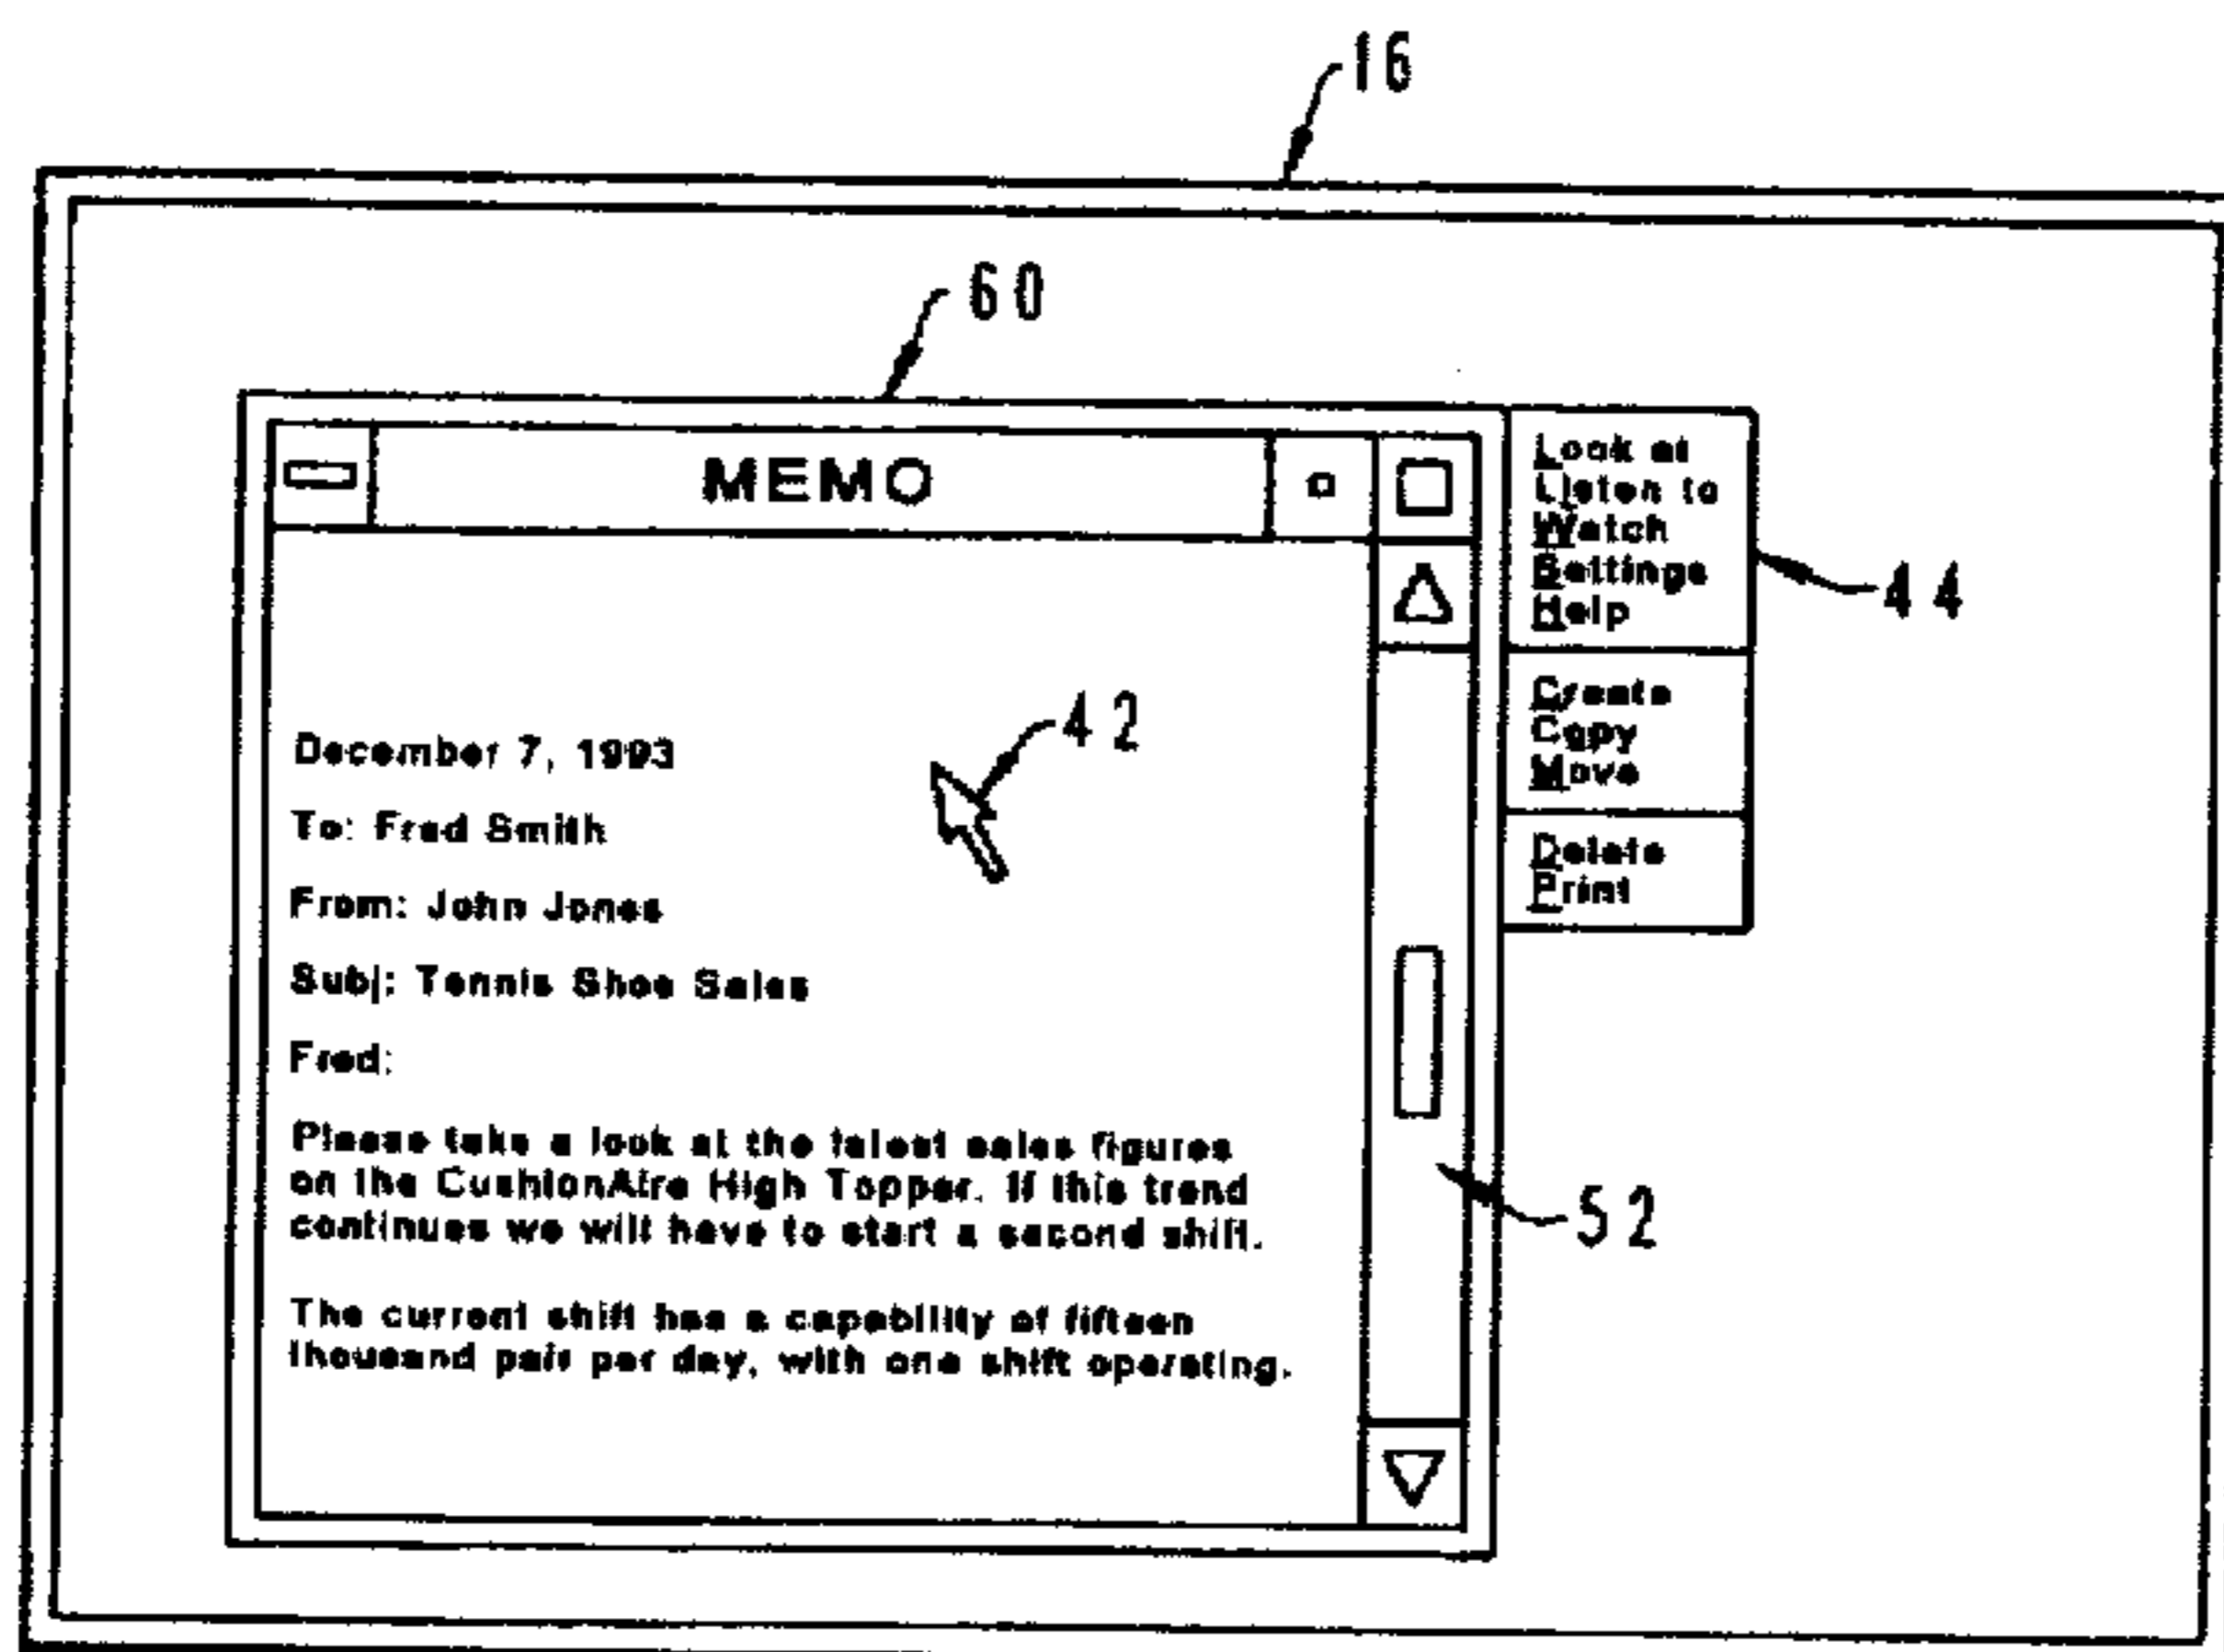 16
60
MEMO
Look at
Listen to
Watch
Settings
Help
44
Create
Copy
Move
Delete
Print
42
December 7, 1993
To: Fred Smith
From: John Jones
Subj: Tennis Shoe Sales
Fred:
Please take a look at the latest sales figures
on the CushionAire High Topper. If this trend
continues we will have to start a second shift.
52
The current shift has a capability of fifteen
thousand pair per day, with one shift operating.